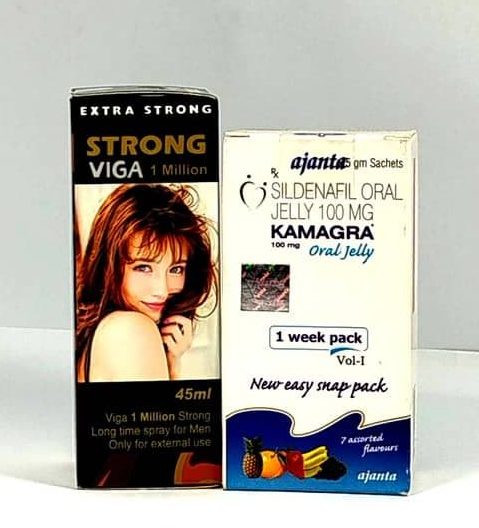 EXTRA STRONG
STRONG
VIGA 1 Million
45ml
Viga 1 Million Strong
Long time spray for Men
Only for external use
ajanta 5 gm Sachets
Rx
SILDENAFIL ORAL
JELLY 100 MG
KAMAGRA
100 mg Oral Jelly
1 week pack
Vol-I
New easy snap pack
7 assorted
flavours
ajanta